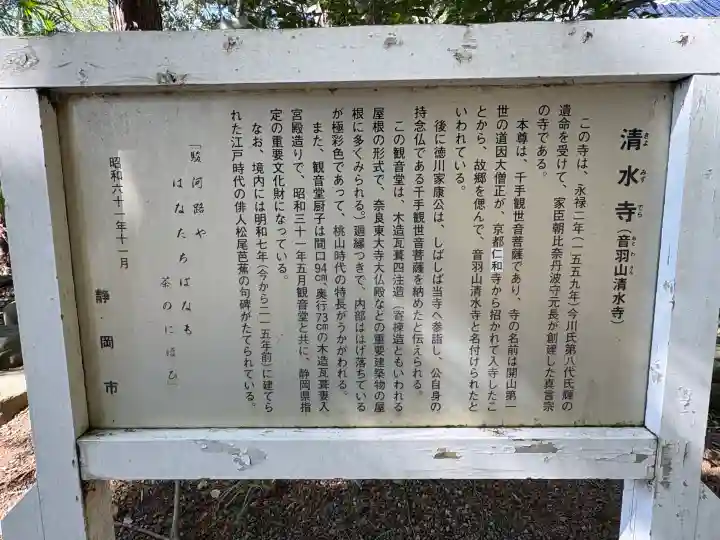 清水寺（音羽山清水寺）
きよ みず でら
おと わ さん
この寺は、永禄二年（一五五九年）今川氏第八代氏輝の
遺命を受けて、家臣朝比奈丹波守元長が創建した真言宗
の寺である。
本尊は、千手観世音菩薩であり、寺の名前は開山第一
世の道因大僧正が、京都仁和寺から招かれて入寺したこ
とから、故郷を偲んで、音羽山清水寺と名付けられたと
いわれている。
後に徳川家康公は、しばしば当寺へ参詣し、公自身の
持念仏である千手観世音菩薩を納めたと伝えられる。
この観音堂は、木造瓦葺四注造（寄棟造ともいわれる
屋根の形式で、奈良東大寺大仏殿などの重要建築物の屋
根に多くみられる。）廻縁つきで、内部ははげ落ちている
が極彩色であって、桃山時代の特長がうかがわれる。
また、観音堂厨子は間口94㎝、奥行73㎝の木造瓦葺妻入
宮殿造りで、昭和三十一年五月観音堂と共に、静岡県指
定の重要文化財になっている。
なお、境内には明和七年（今から二一五年前）に建てら
れた江戸時代の俳人松尾芭蕉の句碑がたてられている。
「駿河路や
はなたちばなも
茶のにほひ」
昭和六十一年十一月
静岡市